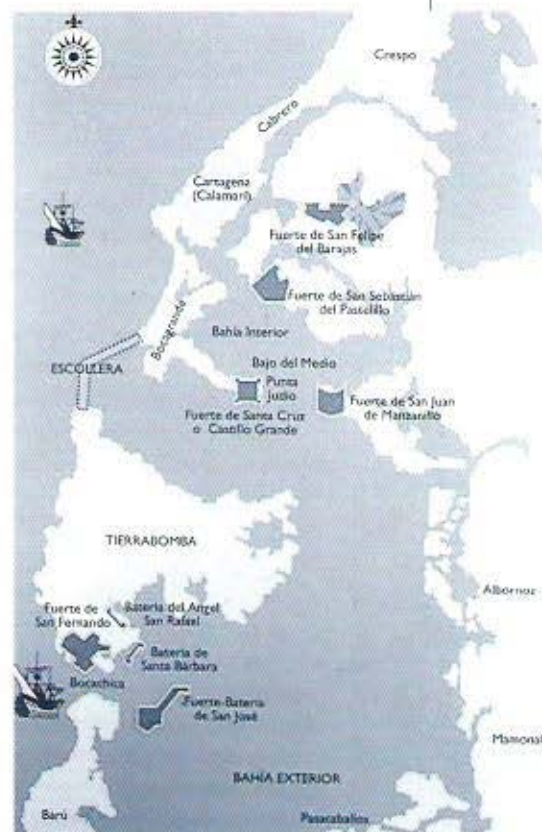 Crespo
Cabrero
Cartagena
(Calamari)
Fuerte de San Felipe
del Barajas
Fuerte de San Sebastián
del Pastelillo
Bocagrande
Bahía Interior
ESCOLLERA
Bajo del Medio
Punta
Judio
Fuerte de Santa Cruz
o Castillo Grande
Fuerte de San Juan
de Manzanillo
TIERRABOMBA
Albornoz
Fuerte de
San Fernando
Batería del Angel
San Rafael
Batería de
Santa Bárbara
Bocachica
Fuerte-Batería
de San José
Mamonal
BAHÍA EXTERIOR
Barú
Pasacaballos